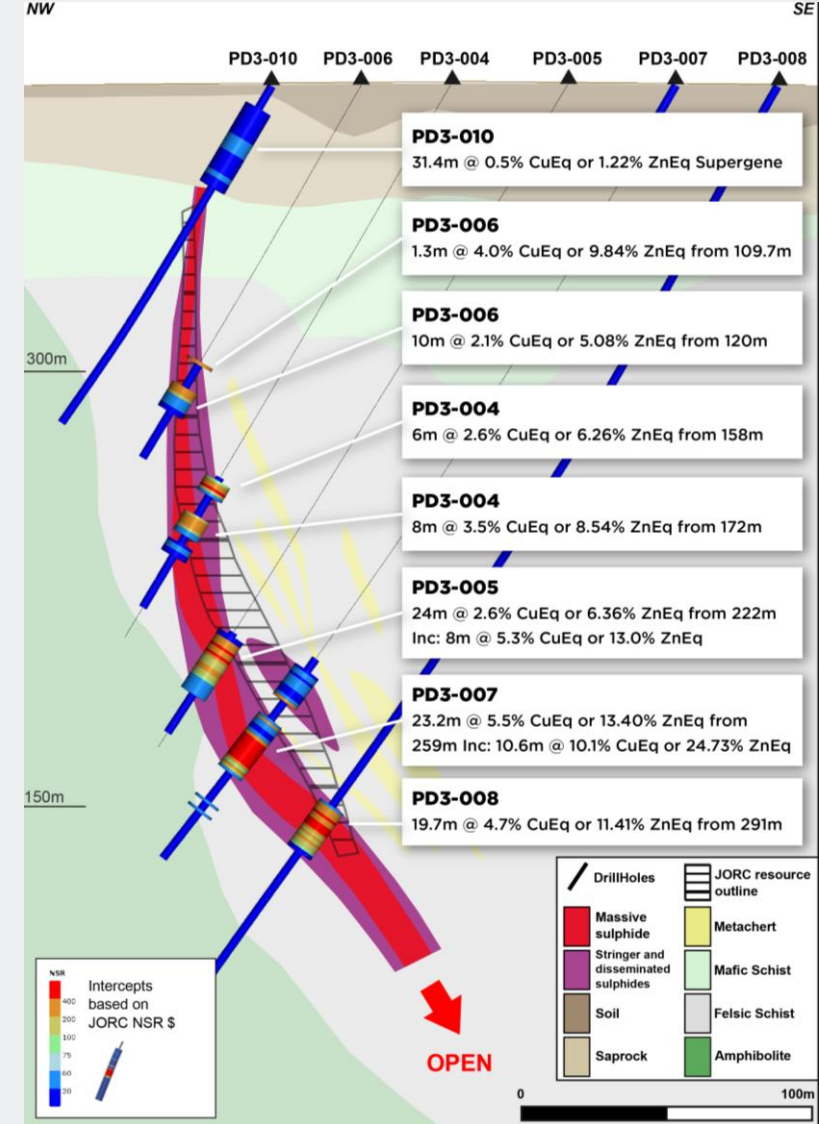 NW
SE
PD3-010 PD3-006 PD3-004 PD3-005 PD3-007 PD3-008
PD3-010
31.4m @ 0.5% CuEq or 1.22% ZnEq Supergene
PD3-006
1.3m @ 4.0% CuEq or 9.84% ZnEq from 109.7m
PD3-006
10m @ 2.1% CuEq or 5.08% ZnEq from 120m
300m
PD3-004
6m @ 2.6% CuEq or 6.26% ZnEq from 158m
PD3-004
8m @ 3.5% CuEq or 8.54% ZnEq from 172m
PD3-005
24m @ 2.6% CuEq or 6.36% ZnEq from 222m
Inc: 8m @ 5.3% CuEq or 13.0% ZnEq
PD3-007
23.2m @ 5.5% CuEq or 13.40% ZnEq from
259m Inc: 10.6m @ 10.1% CuEq or 24.73% ZnEq
150m
PD3-008
19.7m @ 4.7% CuEq or 11.41% ZnEq from 291m
DrillHoles
JORC resource
outline
Massive
sulphide
Metachert
Stringer and
disseminated
sulphides
Mafic Schist
Soil
Felsic Schist
Saprock
Amphibolite
NSR
400
200
100
75
60
20
Intercepts
based on
JORC NSR $
OPEN
0
100m